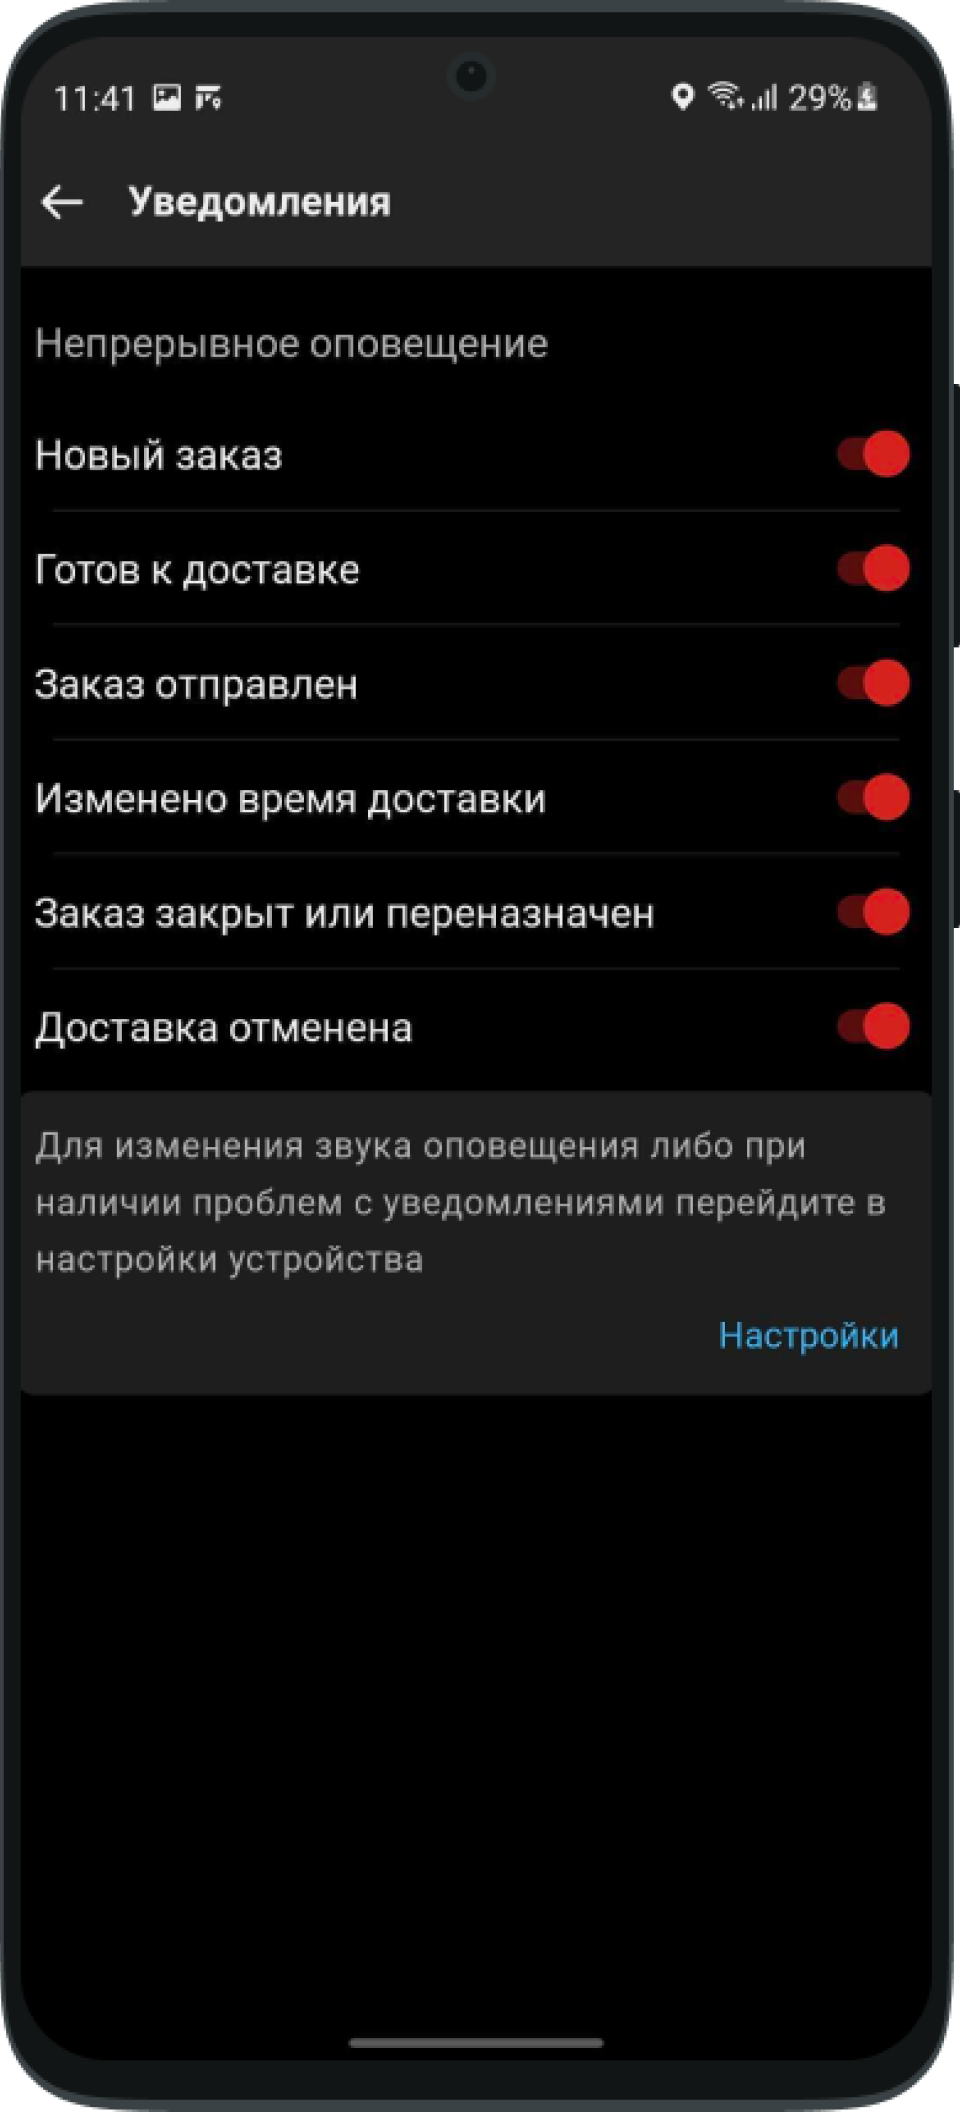 11:41
29%
Уведомления
Непрерывное оповещение
Новый заказ
Готов к доставке
Заказ отправлен
Изменено время доставки
Заказ закрыт или переназначен
Доставка отменена
Для изменения звука оповещения либо при
наличии проблем с уведомлениями перейдите в
настройки устройства
Настройки